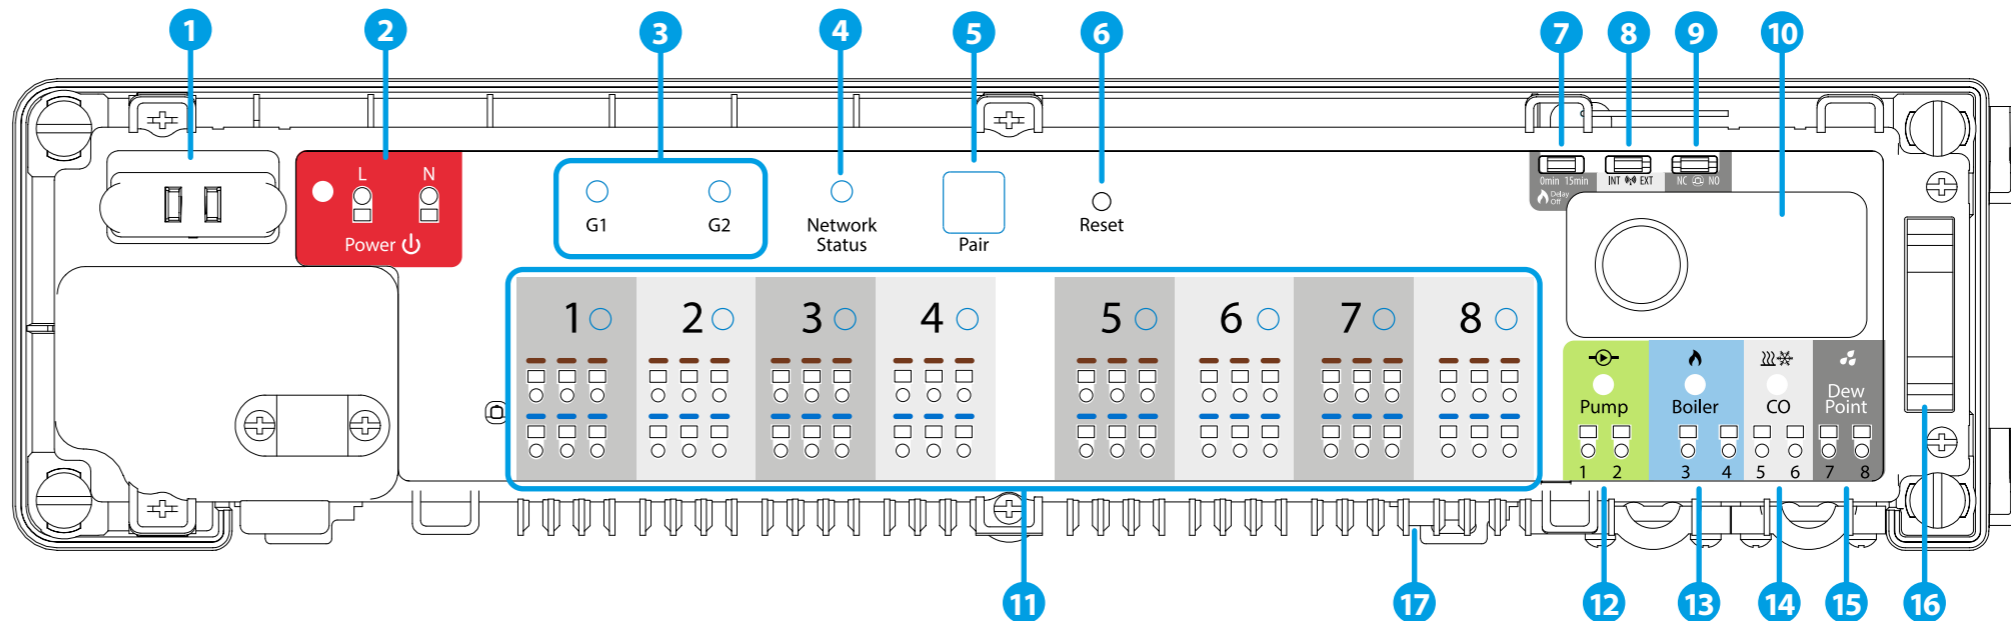 1 2 3 4 5 6 7 8 9 10
L N
Power
G1 G2
Network
Status
Pair
Reset
0min 15min
Delay
Off
INT EXT
NC NO
1 2 3 4 5 6 7 8
Pump
Boiler
CO
Dew
Point
1 2 3 4 5 6 7 8
11 17 12 13 14 15 16